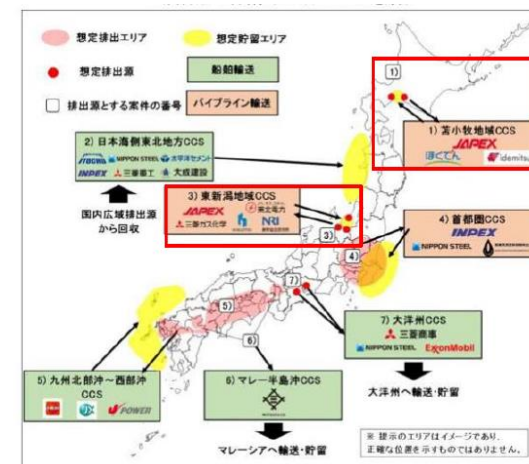 想定排出エリア
想定貯留エリア
想定排出源
船舶輸送
排出源とする案件の番号
パイプライン輸送
1)
1) 苫小牧地域CCS
JAPEX
ほくでん
idemitsu
2) 日本海側東北地方CCS
ITOCHU
NIPPON STEEL
太平洋セメント
INPEX
三菱重工
大成建設
国内広域排出源
から回収
3) 東新潟地域CCS
JAPEX
東北電力
三菱ガス化学
NRI
3)
4)
4) 首都圏CCS
INPEX
NIPPON STEEL
7)
5)
7) 大洋州CCS
三菱商事
NIPPON STEEL
ExxonMobil
6)
5) 九州北部沖~西部沖
CCS
POWER
6) マレー半島沖CCS
大洋州へ輸送・貯留
マレーシアへ輸送・貯留
※ 提示のエリアはイメージであり、
正確な位置を示すものではありません。